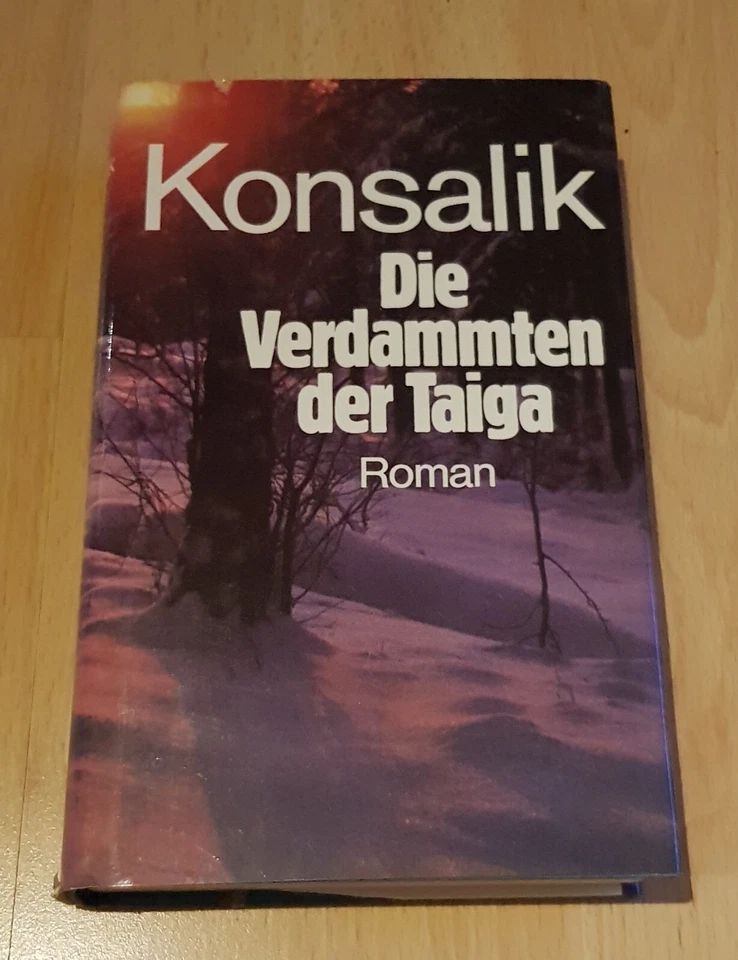 Konsalik
Die
Verdammten
der Taiga
Roman